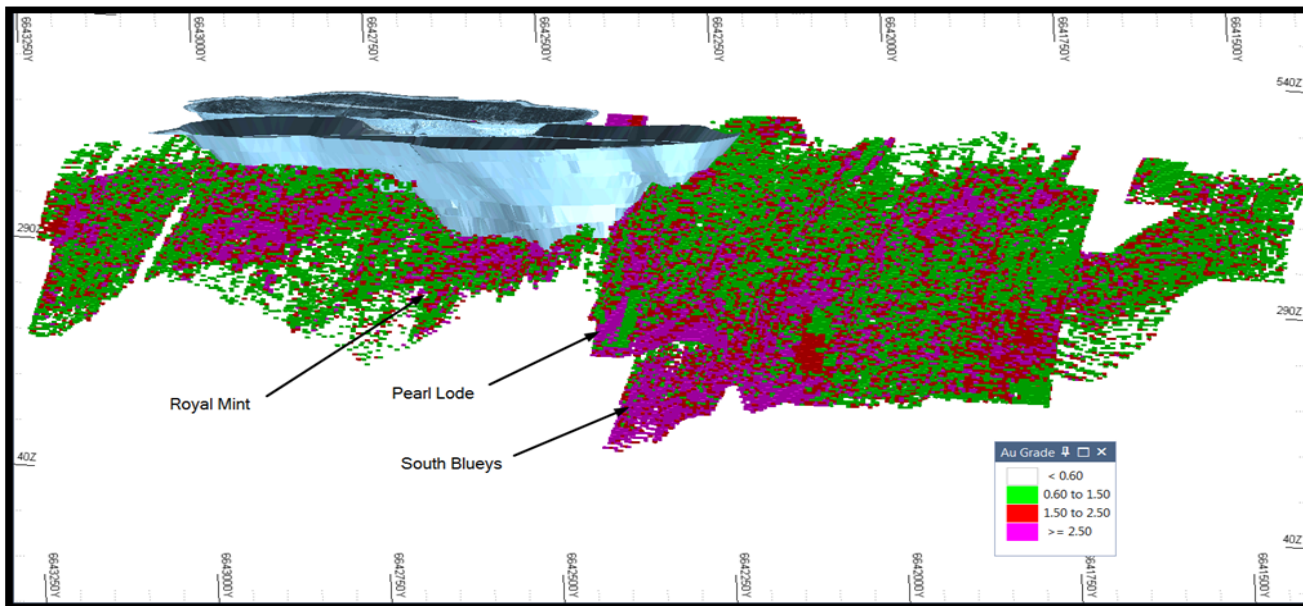 6643250Y
6643000Y
6642750Y
6642500Y
6642250Y
6642000Y
6641750Y
6641500Y
540Z
290Z
290Z
Royal Mint
Pearl Lode
South Blueys
40Z
Au Grade
< 0.60
0.60 to 1.50
1.50 to 2.50
>= 2.50
40Z
6643250Y
6643000Y
6642750Y
6642500Y
6642250Y
6642000Y
6641750Y
6641500Y